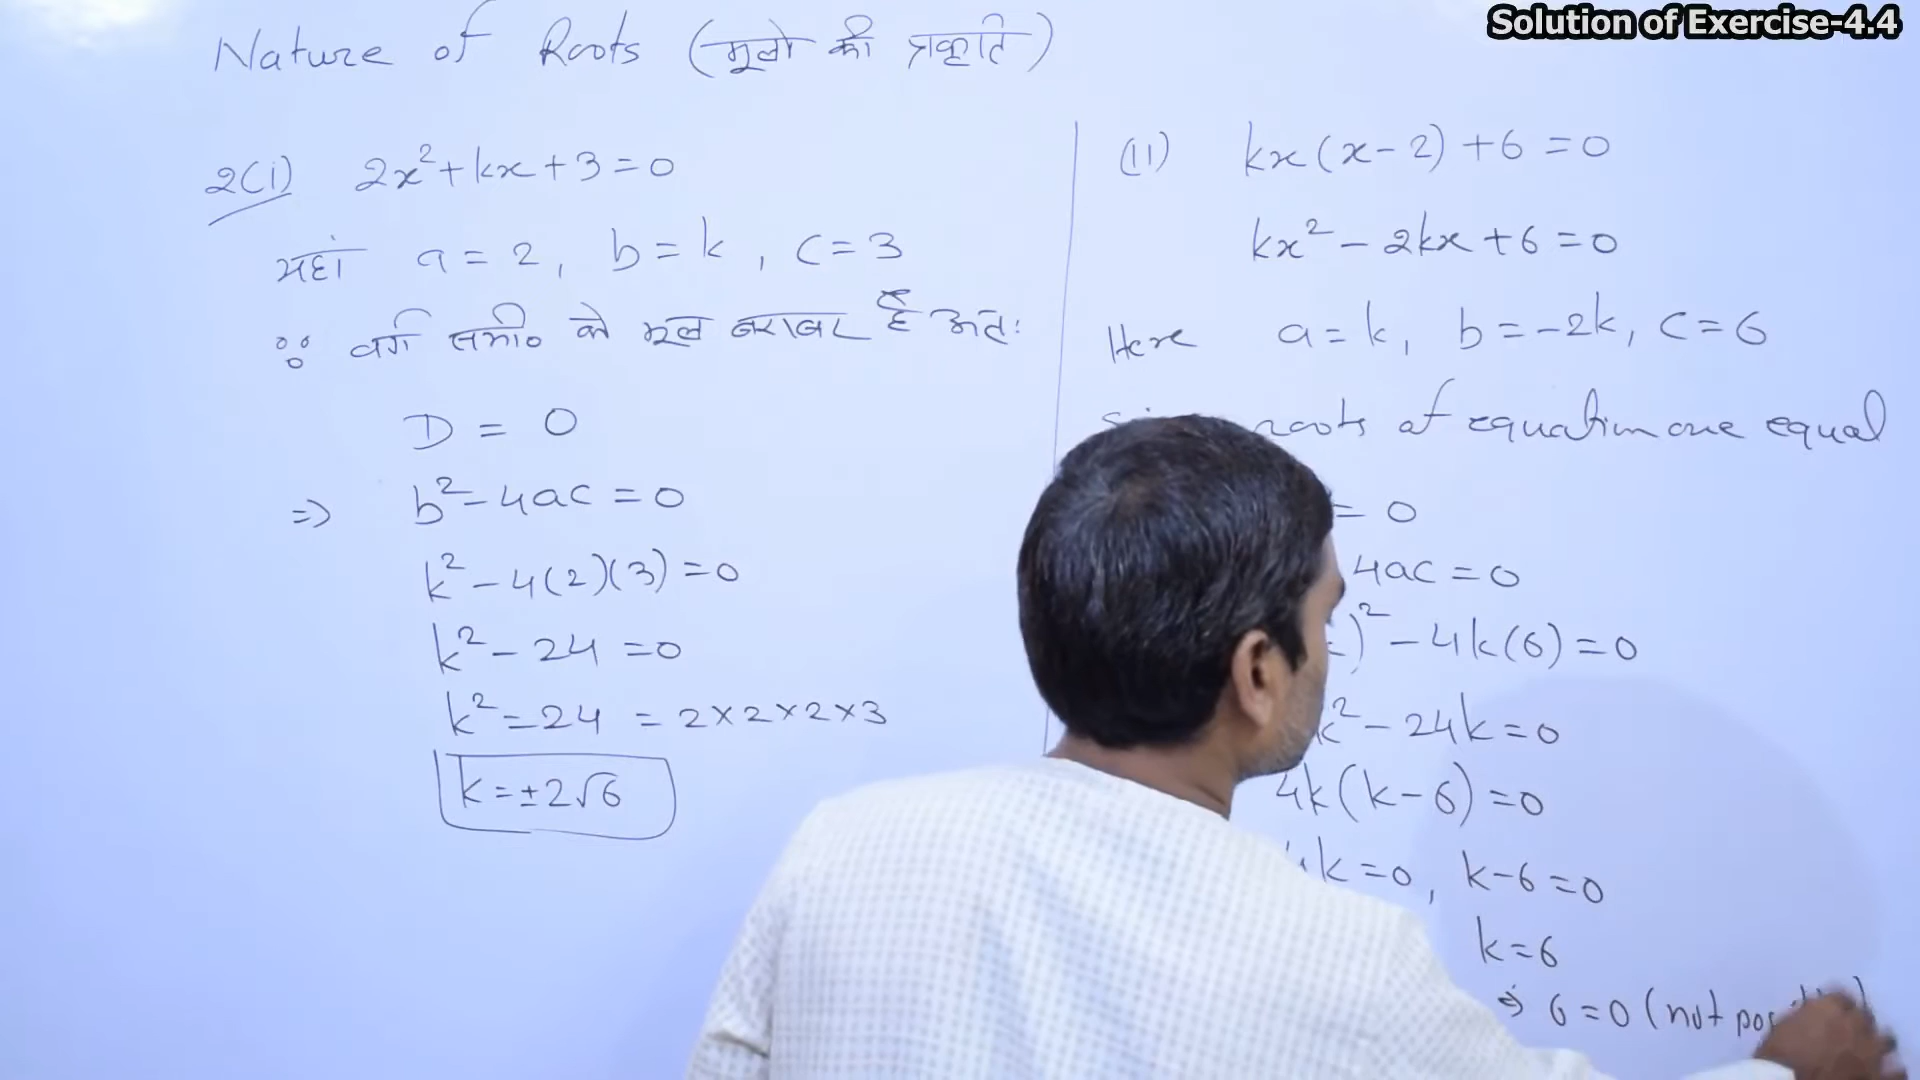 Solution of Exercise-4.4
Nature of Roots (मूलो की प्रकृति)
2(i) 2x²+kx+3=0
यहां a=2, b=k, c=3
∵ वर्ग समी० के मूल बराबर है अतः
D = 0
=> b²-4ac=0
k²-4(2)(3)=0
k²-24=0
k²=24 = 2×2×2×3
k=±2√6
(ii) kx(x-2)+6=0
kx²-2kx+6=0
Here a=k, b=-2k, c=6
roots of equation are equal
= 0
4ac=0
)²-4k(6)=0
k²-24k=0
4k(k-6)=0
4k=0, k-6=0
k=6
=> 6=0 (not